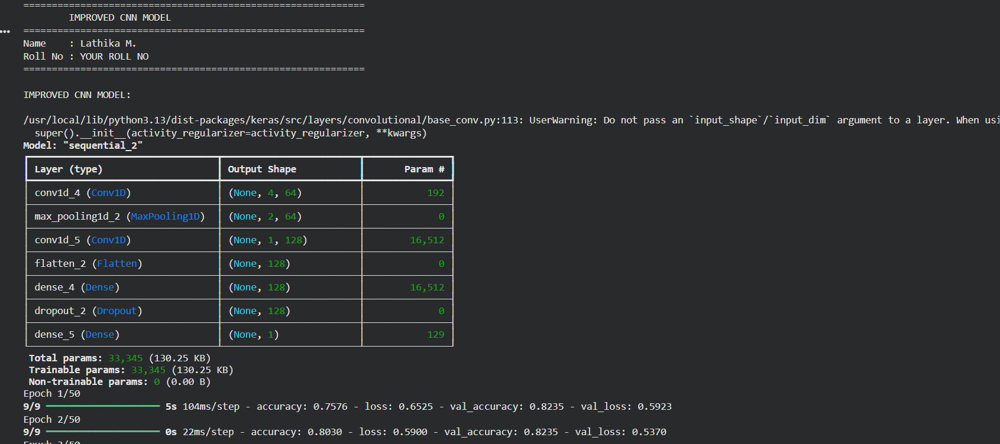 ============================================================
IMPROVED CNN MODEL
============================================================
Name    : Lathika M.
Roll No : YOUR ROLL NO
============================================================
IMPROVED CNN MODEL:
/usr/local/lib/python3.13/dist-packages/keras/src/layers/convolutional/base_conv.py:113: UserWarning: Do not pass an `input_shape`/`input_dim` argument to a layer. When usi
super().__init__(activity_regularizer=activity_regularizer, **kwargs)
Model: "sequential_2"
Layer (type) Output Shape Param #
conv1d_4 (Conv1D) (None, 4, 64) 192
max_pooling1d_2 (MaxPooling1D) (None, 2, 64) 0
conv1d_5 (Conv1D) (None, 1, 128) 16,512
flatten_2 (Flatten) (None, 128) 0
dense_4 (Dense) (None, 128) 16,512
dropout_2 (Dropout) (None, 128) 0
dense_5 (Dense) (None, 1) 129
Total params: 33,345 (130.25 KB)
Trainable params: 33,345 (130.25 KB)
Non-trainable params: 0 (0.00 B)
Epoch 1/50
9/9 ━━━━━━━━━━━━━━━━━━━━ 5s 104ms/step - accuracy: 0.7576 - loss: 0.6525 - val_accuracy: 0.8235 - val_loss: 0.5923
Epoch 2/50
9/9 ━━━━━━━━━━━━━━━━━━━━ 0s 22ms/step - accuracy: 0.8030 - loss: 0.5900 - val_accuracy: 0.8235 - val_loss: 0.5370
Epoch 3/50